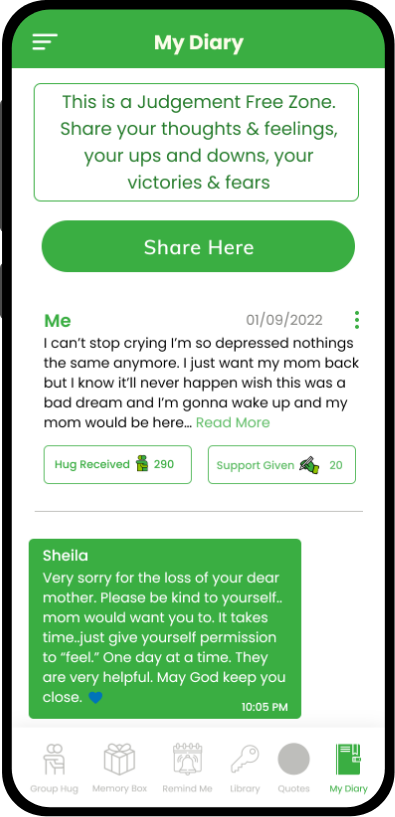 My Diary
This is a Judgement Free Zone.
Share your thoughts & feelings,
your ups and downs, your
victories & fears
Share Here
Me 01/09/2022
I can’t stop crying I’m so depressed nothings
the same anymore. I just want my mom back
but I know it’ll never happen wish this was a
bad dream and I’m gonna wake up and my
mom would be here... Read More
Hug Received 290 Support Given 20
Sheila
Very sorry for the loss of your dear
mother. Please be kind to yourself..
mom would want you to. It takes
time..just give yourself permission
to “feel.” One day at a time. They
are very helpful. May God keep you
close. 💙
10:05 PM
Group Hug Memory Box Remind Me Library Quotes My Diary